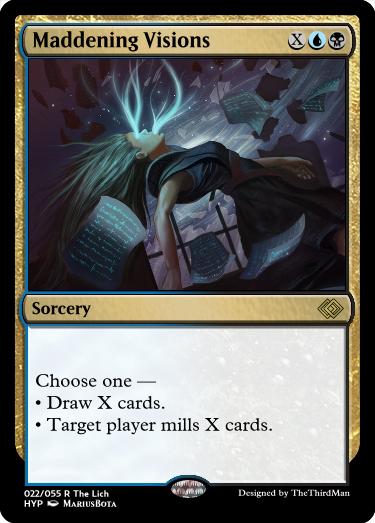 Maddening Visions X
Sorcery
Choose one —
• Draw X cards.
• Target player mills X cards.
022/055 R The Lich
HYP MariusBota
Designed by TheThirdMan